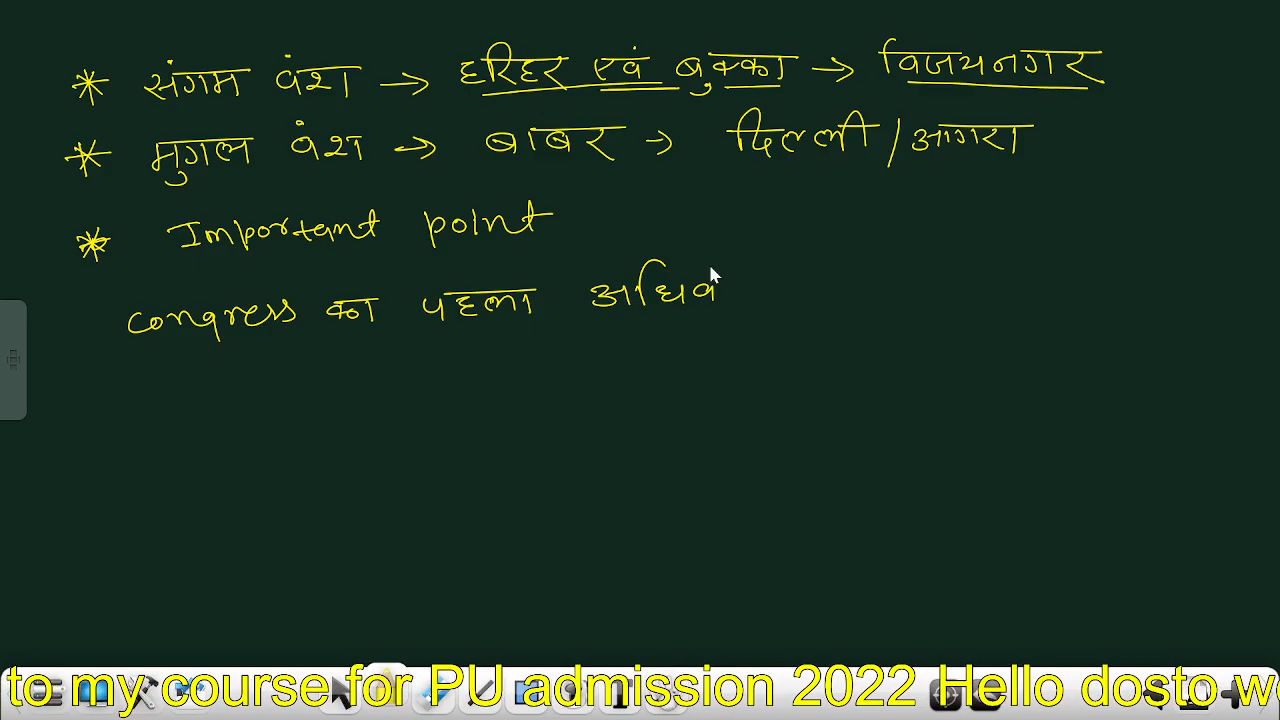 * संगम वंश → हरिहर एवं बुक्का → विजयनगर
* मुगल वंश → बाबर → दिल्ली/आगरा
* Important point
Congress का पहला अधिव
to my course for PU admission 2022 Hello dosto w